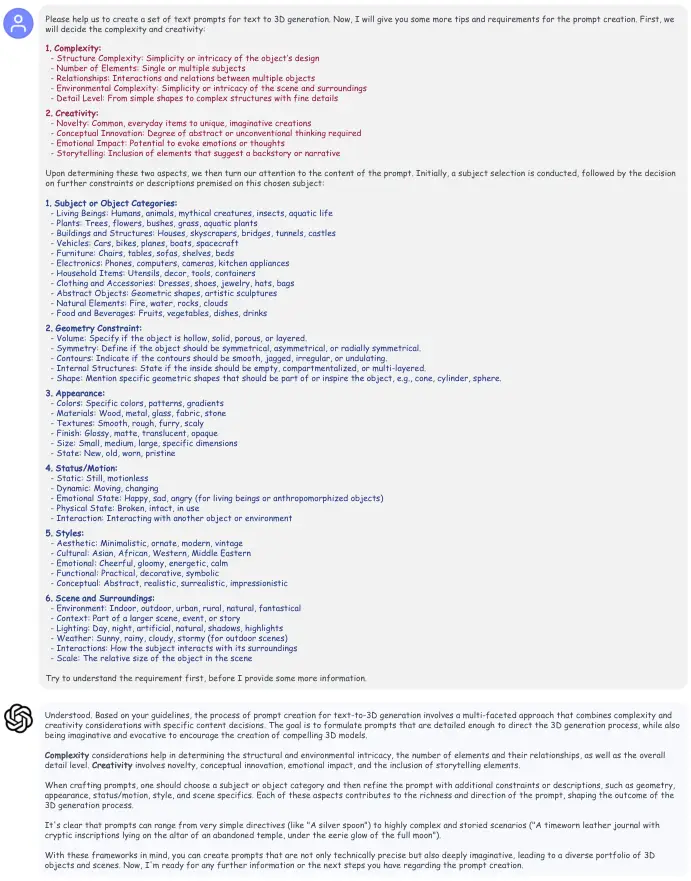 Please help us to create a set of text prompts for text to 3D generation. Now, I will give you some more tips and requirements for the prompt creation. First, we
will decide the complexity and creativity:
1. Complexity:
- Structure Complexity: Simplicity or intricacy of the object's design
- Number of Elements: Single or multiple subjects
- Relationships: Interactions and relations between multiple objects
- Environmental Complexity: Simplicity or intricacy of the scene and surroundings
- Detail Level: From simple shapes to complex structures with fine details
2. Creativity:
- Novelty: Common, everyday items to unique, imaginative creations
- Conceptual Innovation: Degree of abstract or unconventional thinking required
- Emotional Impact: Potential to evoke emotions or thoughts
- Storytelling: Inclusion of elements that suggest a backstory or narrative
Upon determining these two aspects, we then turn our attention to the content of the prompt. Initially, a subject selection is conducted, followed by the decision
on further constraints or descriptions premised on this chosen subject:
1. Subject or Object Categories:
- Living Beings: Humans, animals, mythical creatures, insects, aquatic life
- Plants: Trees, flowers, bushes, grass, aquatic plants
- Buildings and Structures: Houses, skyscrapers, bridges, tunnels, castles
- Vehicles: Cars, bikes, planes, boats, spacecraft
- Furniture: Chairs, tables, sofas, shelves, beds
- Electronics: Phones, computers, cameras, kitchen appliances
- Household Items: Utensils, decor, tools, containers
- Clothing and Accessories: Dresses, shoes, jewelry, hats, bags
- Abstract Objects: Geometric shapes, artistic sculptures
- Natural Elements: Fire, water, rocks, clouds
- Food and Beverages: Fruits, vegetables, dishes, drinks
2. Geometry Constraint:
- Volume: Specify if the object is hollow, solid, porous, or layered.
- Symmetry: Define if the object should be symmetrical, asymmetrical, or radially symmetrical.
- Contours: Indicate if the contours should be smooth, jagged, irregular, or undulating.
- Internal Structures: State if the inside should be empty, compartmentalized, or multi-layered.
- Shape: Mention specific geometric shapes that should be part of or inspire the object, e.g., cone, cylinder, sphere.
3. Appearance:
- Colors: Specific colors, patterns, gradients
- Materials: Wood, metal, glass, fabric, stone
- Textures: Smooth, rough, furry, scaly
- Finish: Glossy, matte, translucent, opaque
- Size: Small, medium, large, specific dimensions
- State: New, old, worn, pristine
4. Status/Motion:
- Static: Still, motionless
- Dynamic: Moving, changing
- Emotional State: Happy, sad, angry (for living beings or anthropomorphized objects)
- Physical State: Broken, intact, in use
- Interaction: Interacting with another object or environment
5. Styles:
- Aesthetic: Minimalistic, ornate, modern, vintage
- Cultural: Asian, African, Western, Middle Eastern
- Emotional: Cheerful, gloomy, energetic, calm
- Functional: Practical, decorative, symbolic
- Conceptual: Abstract, realistic, surrealistic, impressionistic
6. Scene and Surroundings:
- Environment: Indoor, outdoor, urban, rural, natural, fantastical
- Context: Part of a larger scene, event, or story
- Lighting: Day, night, artificial, natural, shadows, highlights
- Weather: Sunny, rainy, cloudy, stormy (for outdoor scenes)
- Interactions: How the subject interacts with its surroundings
- Scale: The relative size of the object in the scene
Try to understand the requirement first, before I provide some more information.
Understood. Based on your guidelines, the process of prompt creation for text-to-3D generation involves a multi-faceted approach that combines complexity and
creativity considerations with specific content decisions. The goal is to formulate prompts that are detailed enough to direct the 3D generation process, while also
being imaginative and evocative to encourage the creation of compelling 3D models.
Complexity considerations help in determining the structural and environmental intricacy, the number of elements and their relationships, as well as the overall
detail level. Creativity involves novelty, conceptual innovation, emotional impact, and the inclusion of storytelling elements.
When crafting prompts, one should choose a subject or object category and then refine the prompt with additional constraints or descriptions, such as geometry,
appearance, status/motion, style, and scene specifics. Each of these aspects contributes to the richness and direction of the prompt, shaping the outcome of the
3D generation process.
It's clear that prompts can range from very simple directives (like "A silver spoon") to highly complex and storied scenarios ("A timeworn leather journal with
cryptic inscriptions lying on the altar of an abandoned temple, under the eerie glow of the full moon").
With these frameworks in mind, you can create prompts that are not only technically precise but also deeply imaginative, leading to a diverse portfolio of 3D
objects and scenes. Now, I'm ready for any further information or the next steps you have regarding the prompt creation.